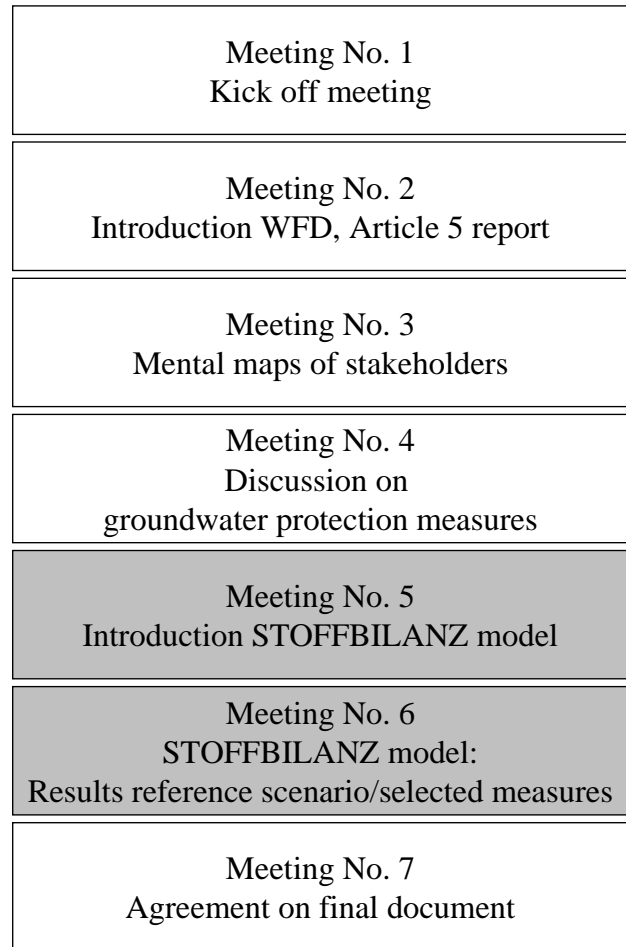 Meeting No. 1
Kick off meeting
Meeting No. 2
Introduction WFD, Article 5 report
Meeting No. 3
Mental maps of stakeholders
Meeting No. 4
Discussion on
groundwater protection measures
Meeting No. 5
Introduction STOFFBILANZ model
Meeting No. 6
STOFFBILANZ model:
Results reference scenario/selected measures
Meeting No. 7
Agreement on final document